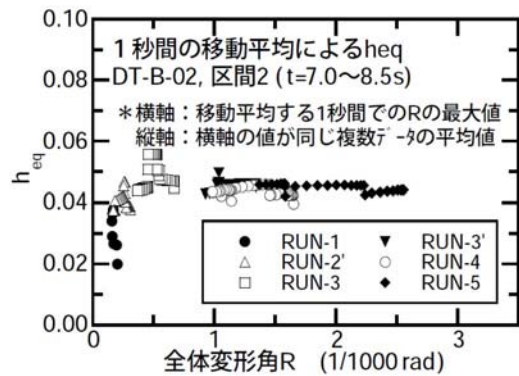 0.10
0.08
0.06
0.04
0.02
0.00
h_eq
1秒間の移動平均によるheq
DT-B-02, 区間2 (t=7.0～8.5s)
＊横軸：移動平均する1秒間でのRの最大値
縦軸：横軸の値が同じ複数ﾃﾞｰﾀの平均値
RUN-1
RUN-2'
RUN-3
RUN-3'
RUN-4
RUN-5
0 1 2 3
全体変形角R (1/1000 rad)